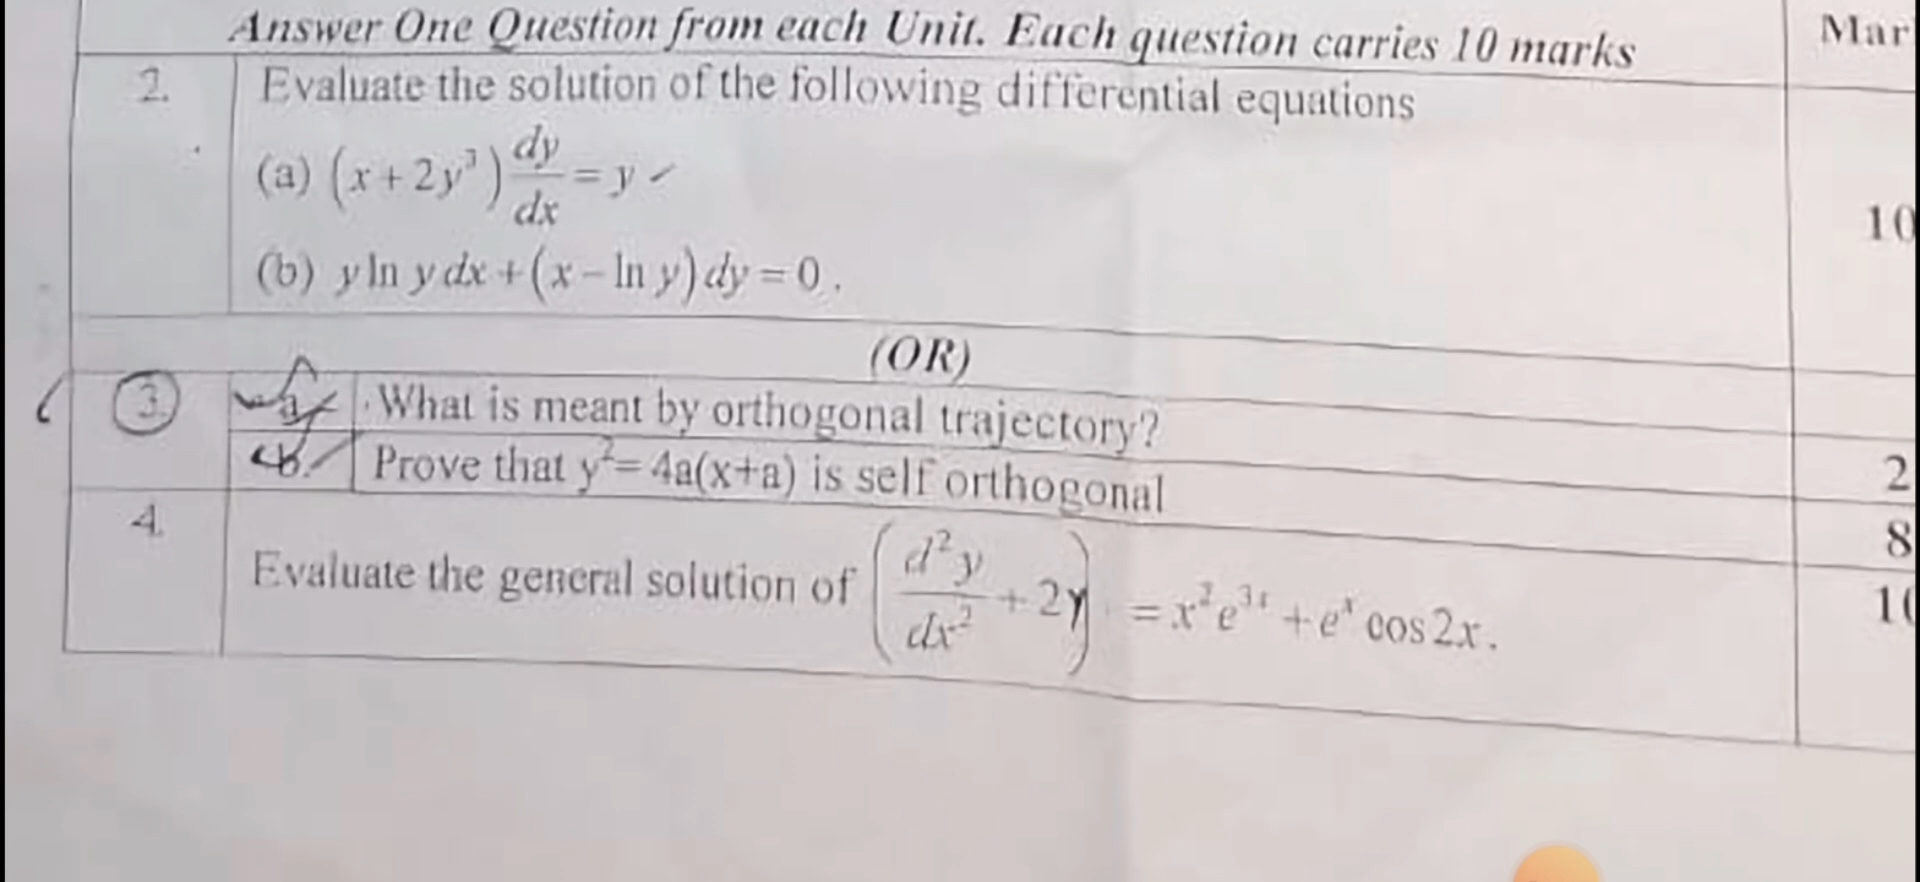 Answer One Question from each Unit. Each question carries 10 marks Mar
2. Evaluate the solution of the following differential equations
(a) (x + 2y³) dy/dx = y
10
(b) y ln y dx + (x − ln y) dy = 0.
(OR)
3. a. What is meant by orthogonal trajectory?
2
b. Prove that y² = 4a(x+a) is self orthogonal
8
4. Evaluate the general solution of (d²y/dx² + 2y) = x²e³ˣ + eˣ cos 2x.
10